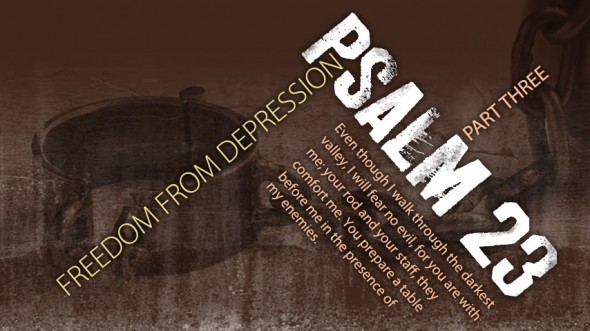 FREEDOM FROM DEPRESSION
PSALM 23
PART THREE
Even though I walk through the darkest
valley, I will fear no evil, for you are with
me; your rod and your staff, they
comfort me. You prepare a table
before me in the presence of
my enemies.